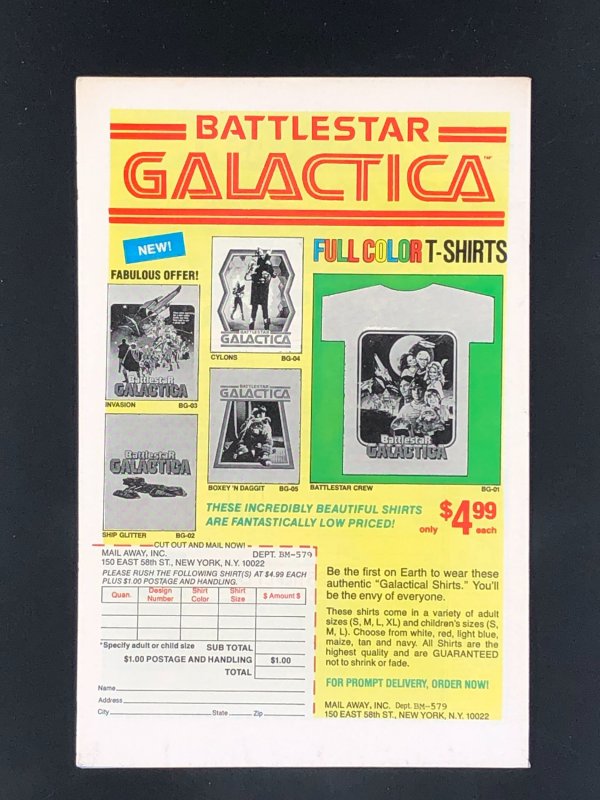 BATTLESTAR
GALACTICA™
NEW!
FABULOUS OFFER!
FULL COLOR T-SHIRTS
Battlestar
GALACTICA
INVASION BG-03
BATTLESTAR
GALACTICA
CYLONS BG-04
Battlestar
GALACTICA
SHIP GLITTER BG-02
BATTLESTAR
GALACTICA
BOXEY 'N DAGGIT BG-05
Battlestar
GALACTICA
BATTLESTAR CREW BG-01
THESE INCREDIBLY BEAUTIFUL SHIRTS
ARE FANTASTICALLY LOW PRICED!
only $4.99 each
CUT OUT AND MAIL NOW!
MAIL AWAY, INC. DEPT. BM-579
150 EAST 58th ST., NEW YORK, N.Y. 10022
PLEASE RUSH THE FOLLOWING SHIRT(S) AT $4.99 EACH
PLUS $1.00 POSTAGE AND HANDLING.
Quan. Design Number Shirt Color Shirt Size $ Amount $
*Specify adult or child size SUB TOTAL
$1.00 POSTAGE AND HANDLING $1.00
TOTAL
Name
Address
City State Zip
Be the first on Earth to wear these
authentic "Galactical Shirts." You'll
be the envy of everyone.
These shirts come in a variety of adult
sizes (S, M, L, XL) and children's sizes (S,
M, L). Choose from white, red, light blue,
maize, tan and navy. All Shirts are the
highest quality and are GUARANTEED
not to shrink or fade.
FOR PROMPT DELIVERY, ORDER NOW!
MAIL AWAY, INC. Dept. BM-579
150 EAST 58th ST., NEW YORK, N.Y. 10022